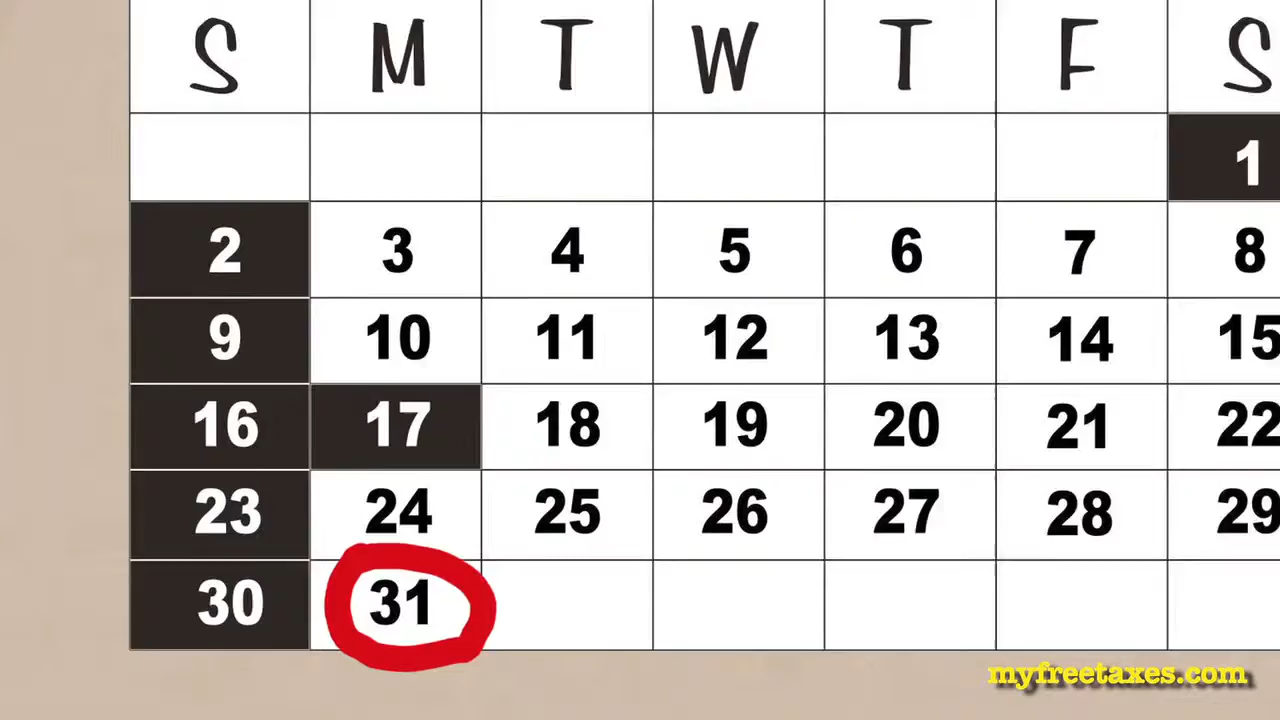 S M T W T F S
1
2 3 4 5 6 7 8
9 10 11 12 13 14 15
16 17 18 19 20 21 22
23 24 25 26 27 28 29
30 31
myfreetaxes.com